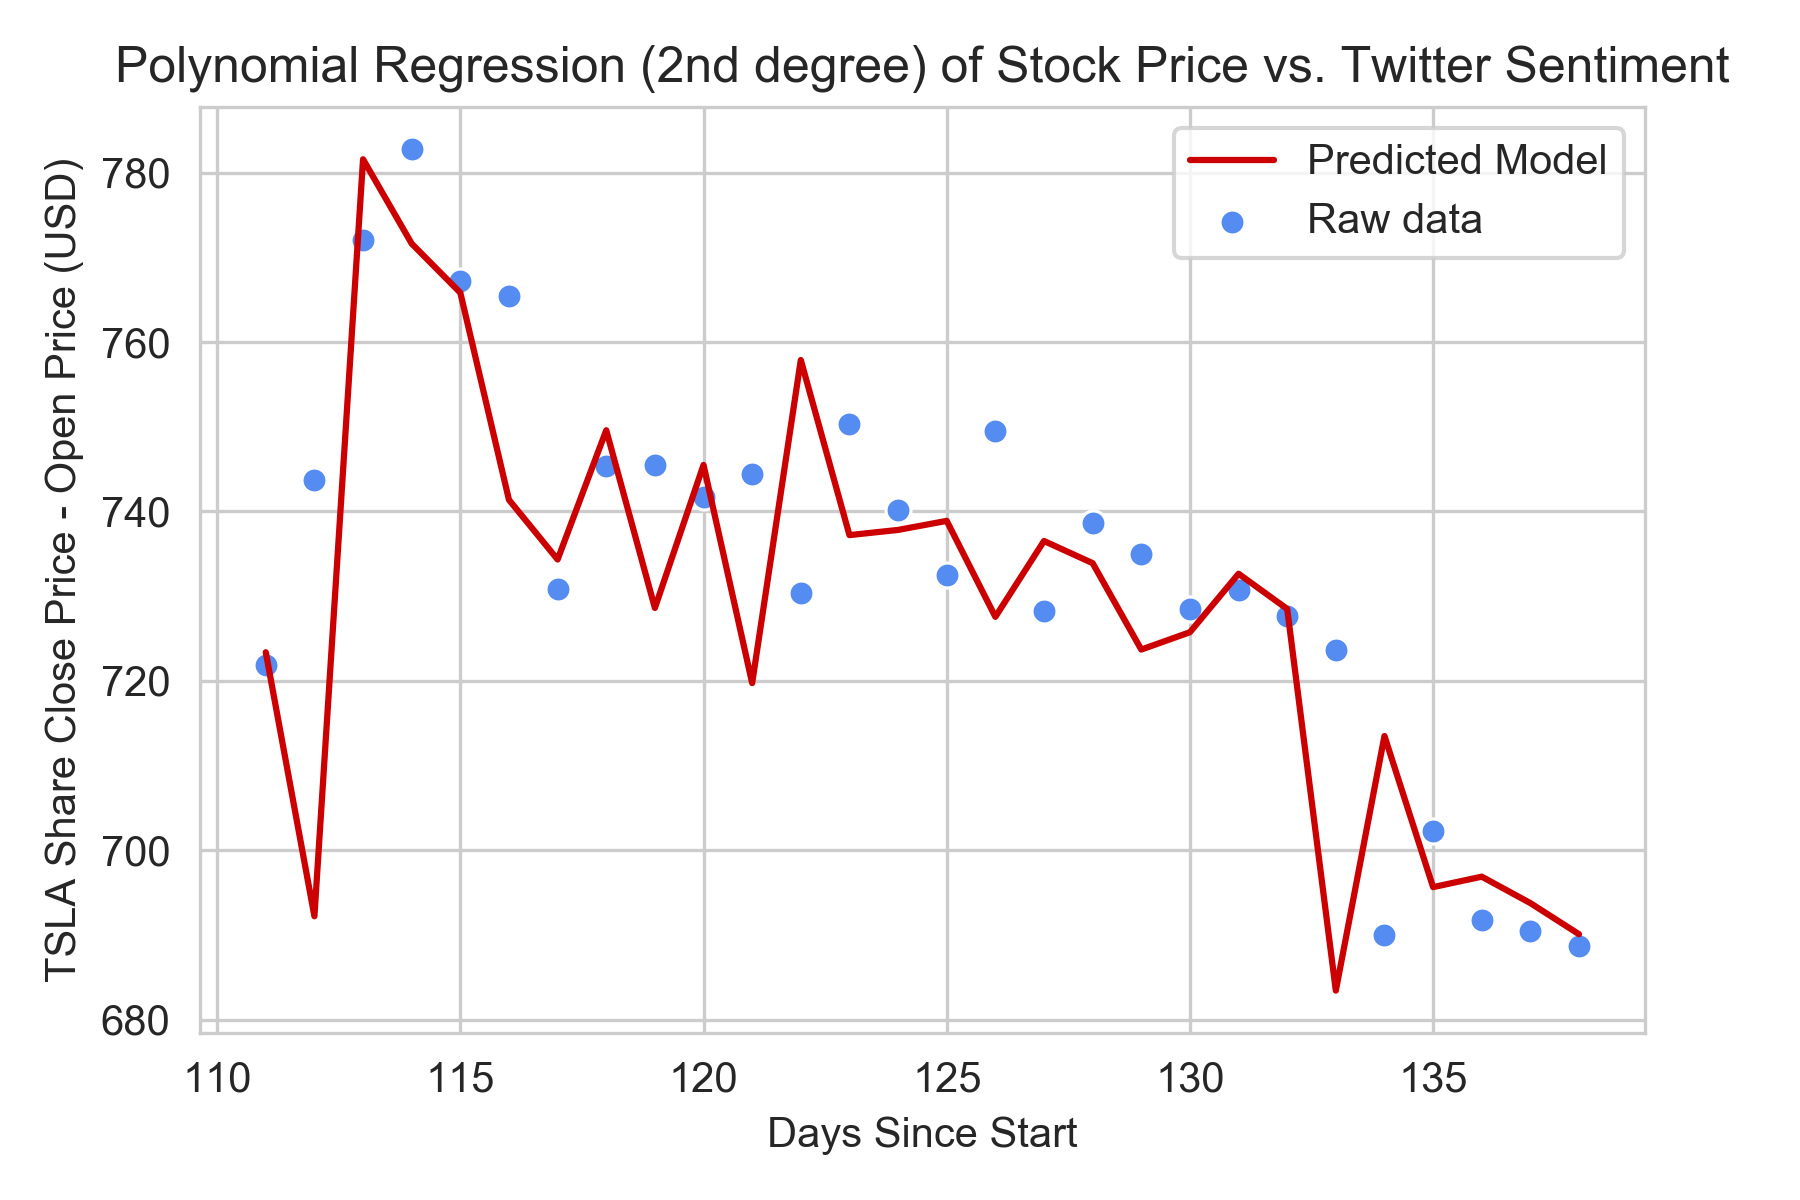 Polynomial Regression (2nd degree) of Stock Price vs. Twitter Sentiment
Predicted Model
Raw data
TSLA Share Close Price - Open Price (USD)
780
760
740
720
700
680
110 115 120 125 130 135
Days Since Start